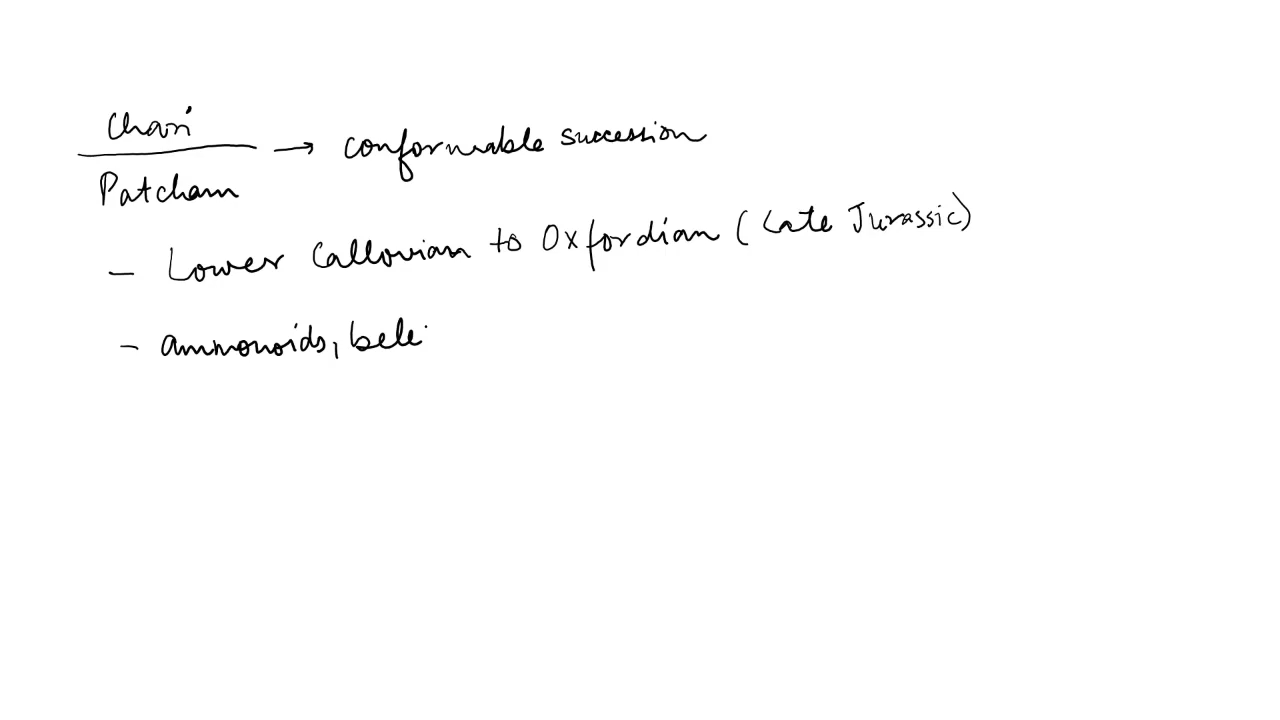 Chari → conformable succession
Patcham
- Lower Callovian to Oxfordian (Late Jurassic)
- ammonoids, bele